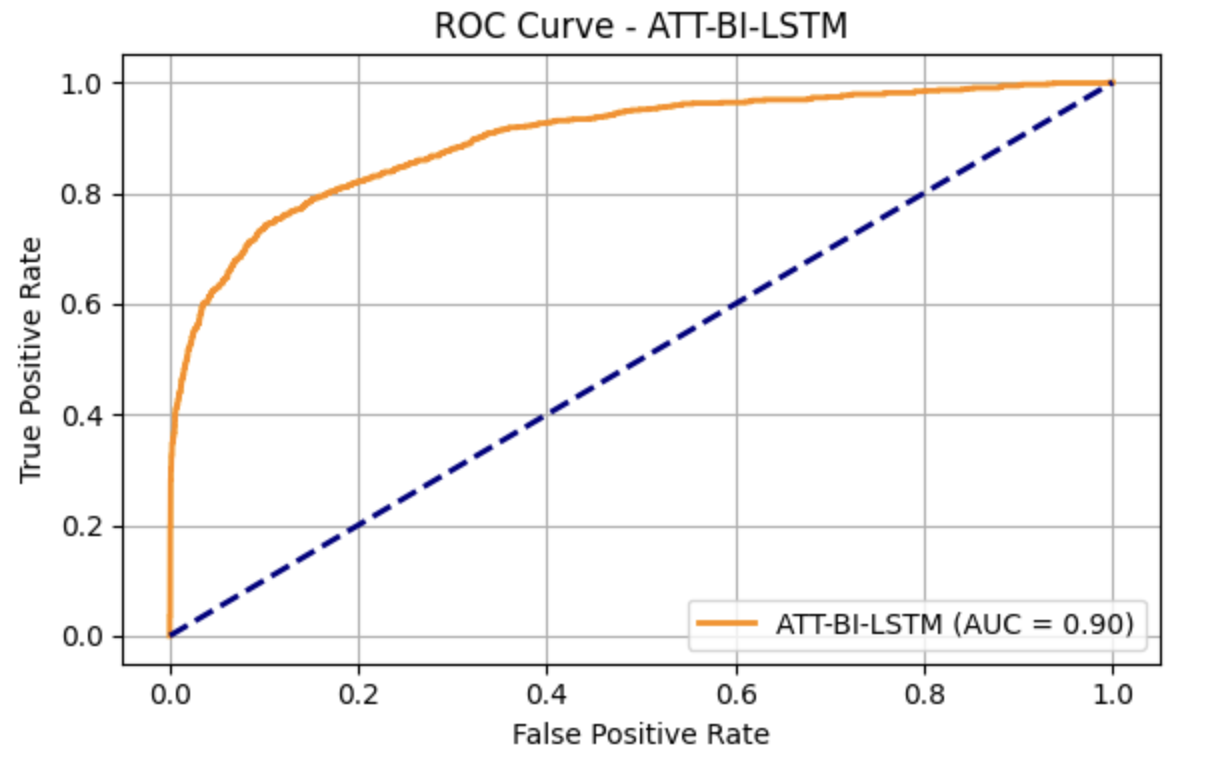 ROC Curve - ATT-BI-LSTM
True Positive Rate
1.0
0.8
0.6
0.4
0.2
0.0
ATT-BI-LSTM (AUC = 0.90)
0.0 0.2 0.4 0.6 0.8 1.0
False Positive Rate